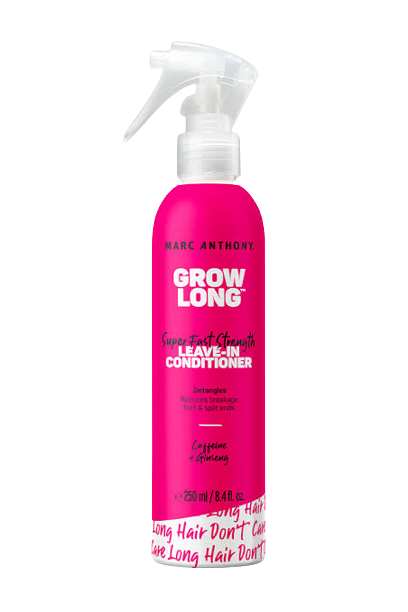 MARC ANTHONY
GROW
LONG™
Super Fast Strength
LEAVE-IN
CONDITIONER
Detangles
Reduces breakage,
frizz & split ends.
Caffeine
+ Ginseng
℮ 250 ml / 8.4 fl. oz.
Long Hair
Long Hair Don't Care
Care Long Hair Don't